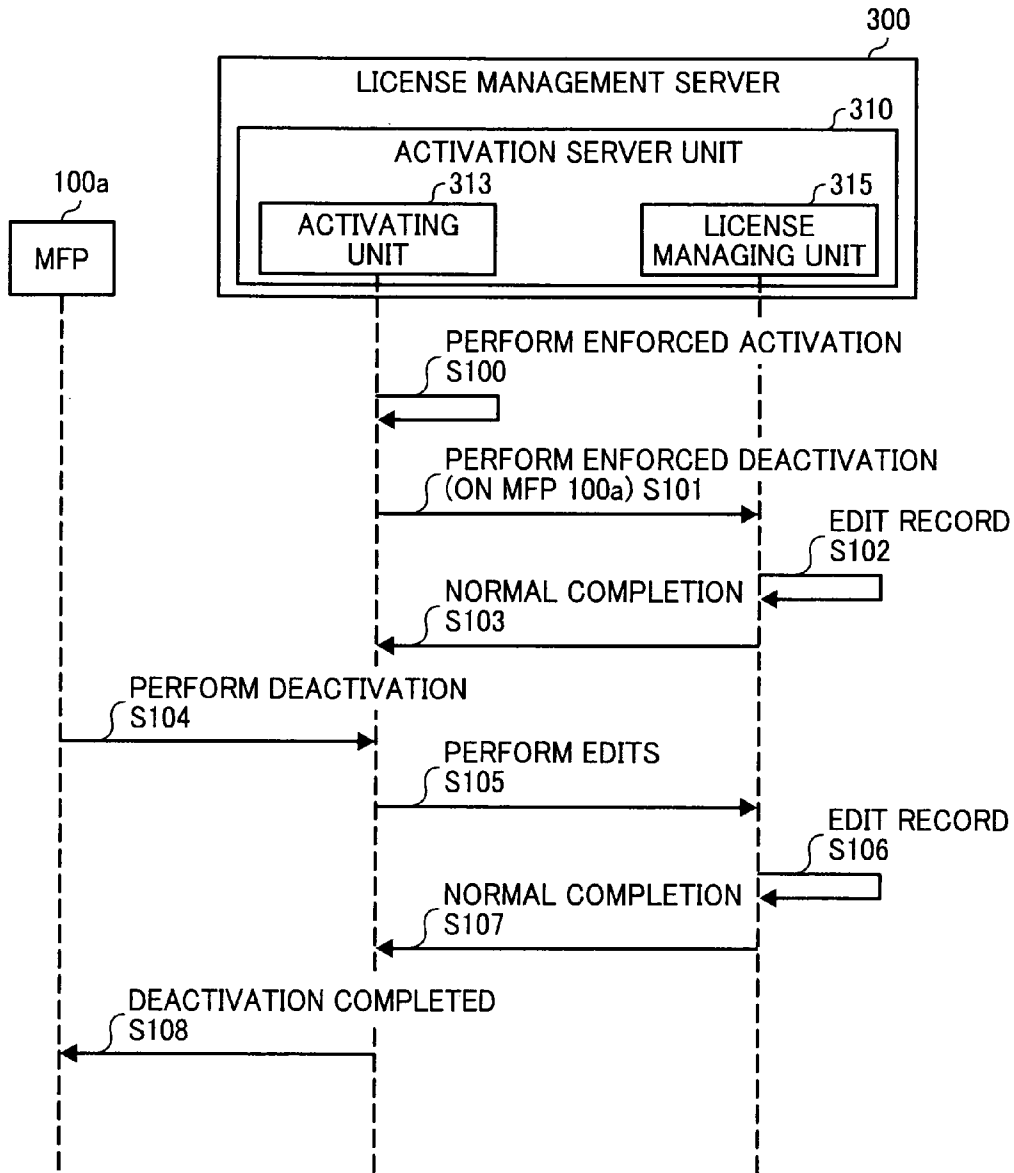 300
LICENSE MANAGEMENT SERVER
310
ACTIVATION SERVER UNIT
100a
313
315
MFP
ACTIVATING
UNIT
LICENSE
MANAGING UNIT
PERFORM ENFORCED ACTIVATION
S100
PERFORM ENFORCED DEACTIVATION
(ON MFP 100a) S101
EDIT RECORD
S102
NORMAL COMPLETION
S103
PERFORM DEACTIVATION
S104
PERFORM EDITS
S105
EDIT RECORD
S106
NORMAL COMPLETION
S107
DEACTIVATION COMPLETED
S108